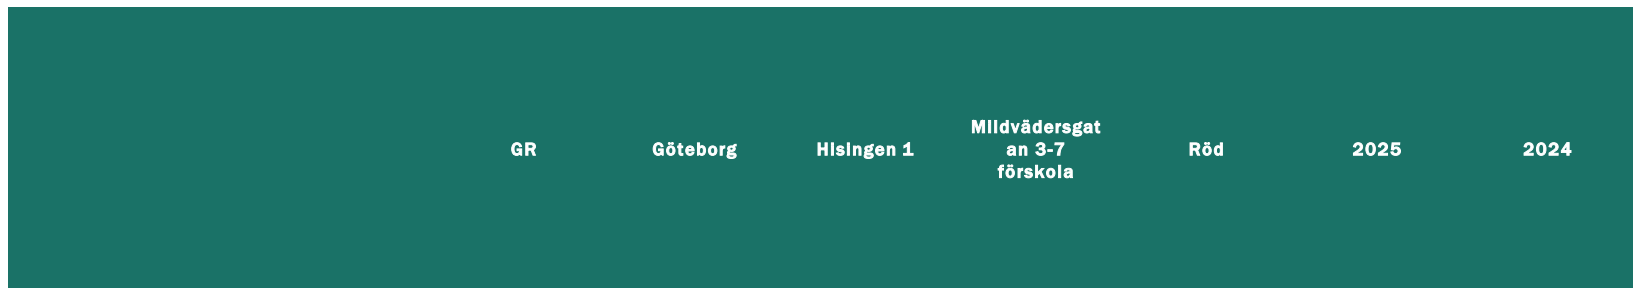 GR
Göteborg
Hisingen 1
Mildvädersgat
an 3-7
förskola
Röd
2025
2024